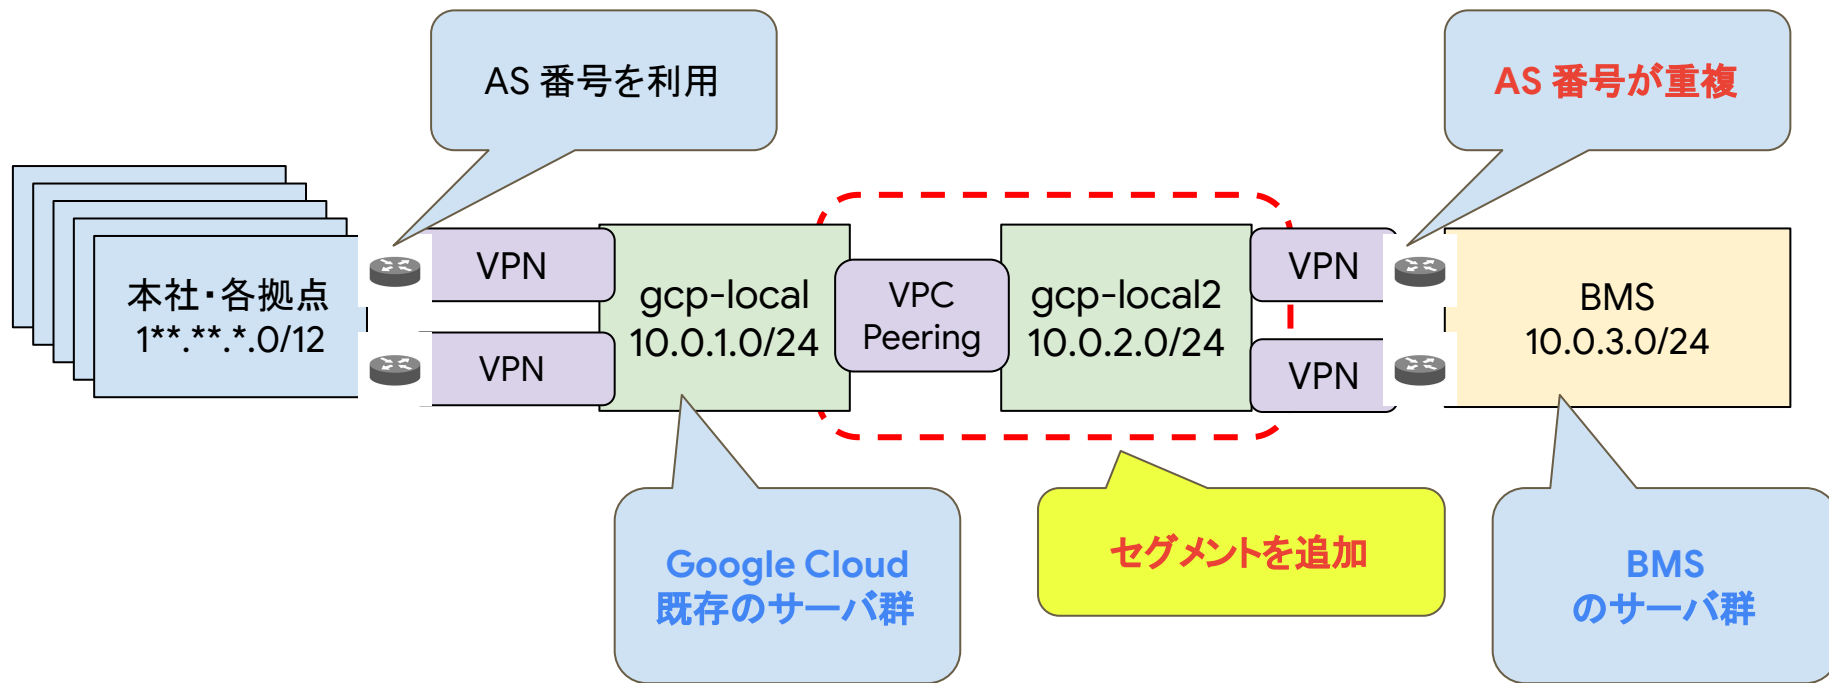 AS 番号を利用
AS 番号が重複
本社・各拠点
1**.**.*.0/12
VPN
VPN
gcp-local
10.0.1.0/24
VPC
Peering
gcp-local2
10.0.2.0/24
VPN
VPN
BMS
10.0.3.0/24
Google Cloud
既存のサーバ群
セグメントを追加
BMS
のサーバ群